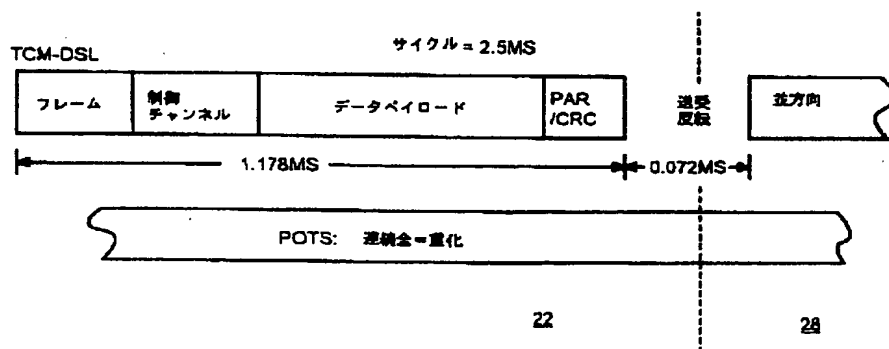 TCM-DSL
サイクル = 2.5MS
フレーム
制御
チャンネル
データペイロード
PAR
/CRC
送受
反転
並方向
1.178MS
0.072MS
POTS: 連続全=重化
22
28